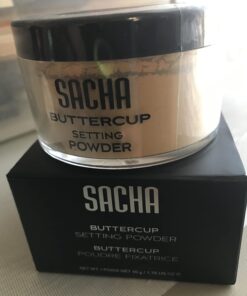 SACHA
BUTTERCUP
SETTING
POWDER
SACHA
BUTTERCUP
SETTING POWDER
BUTTERCUP
POUDRE FIXATRICE